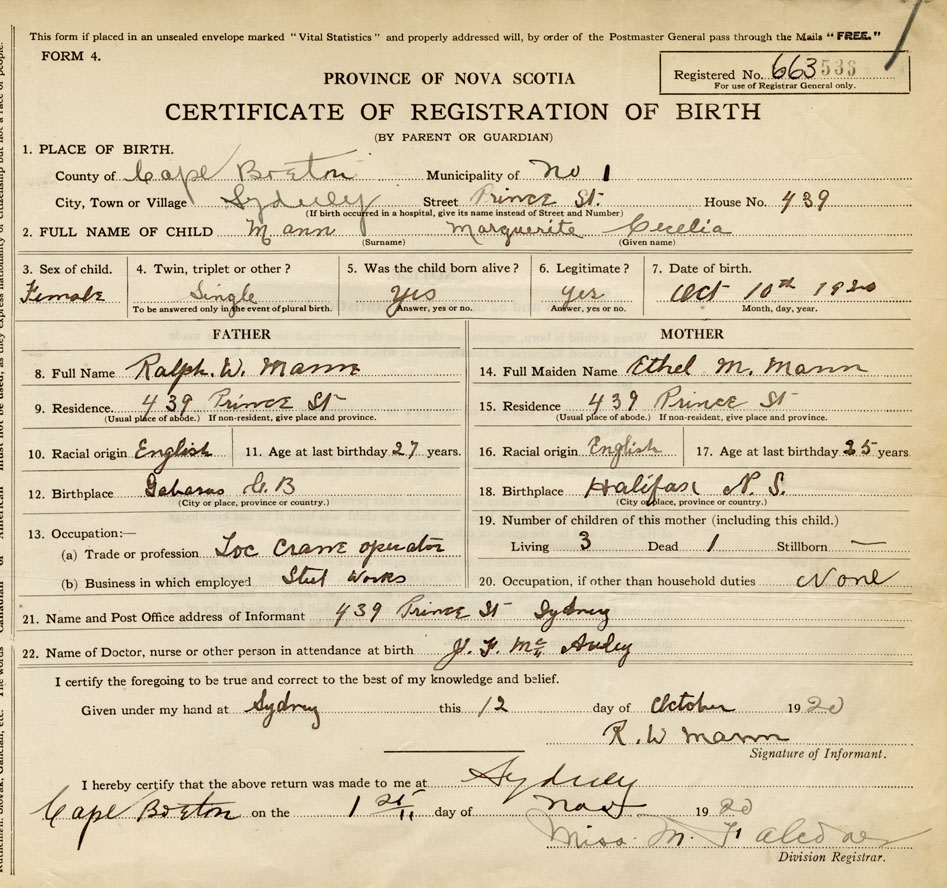 This form if placed in an unsealed envelope marked "Vital Statistics" and properly addressed will, by order of the Postmaster General pass through the Mails "FREE."
FORM 4.
Registered No. 663 536
For use of Registrar General only.
PROVINCE OF NOVA SCOTIA
CERTIFICATE OF REGISTRATION OF BIRTH
(BY PARENT OR GUARDIAN)
1. PLACE OF BIRTH.
County of Cape Breton Municipality of No 1
City, Town or Village Sydney Street Prince St. House No. 439
(If birth occurred in a hospital, give its name instead of Street and Number)
2. FULL NAME OF CHILD Mann Marguerite Cecelia
(Surname) (Given name)
3. Sex of child. 4. Twin, triplet or other? 5. Was the child born alive? 6. Legitimate? 7. Date of birth.
Female Single Yes yes Oct 10th 1920
To be answered only in the event of plural birth. Answer, yes or no. Answer, yes or no. Month, day, year.
FATHER MOTHER
8. Full Name Ralph. W. Mann 14. Full Maiden Name Ethel M. Mann
9. Residence. 439 Prince St 15. Residence 439 Prince St
(Usual place of abode.) If non-resident, give place and province. (Usual place of abode.) If non-resident, give place and province.
10. Racial origin English 11. Age at last birthday 27 years. 16. Racial origin English 17. Age at last birthday 25 years
12. Birthplace Gabarus C.B 18. Birthplace Halifax N.S.
(City or place, province or country.) (City or place, province or country.)
13. Occupation:— 19. Number of children of this mother (including this child.)
(a) Trade or profession Loc Crane operator Living 3 Dead 1 Stillborn —
(b) Business in which employed Steel Works 20. Occupation, if other than household duties None
21. Name and Post Office address of Informant 439 Prince St Sydney
22. Name of Doctor, nurse or other person in attendance at birth J. F. Mc
I certify the foregoing to be true and correct to the best of my knowledge and belief.
Given under my hand at Sydney this 12 day of October 1920
R. W Mann
Signature of Informant.
I hereby certify that the above return was made to me at Sydney
Cape Breton on the 1st day of Nov 1920
Miss M. F.
Division Registrar.